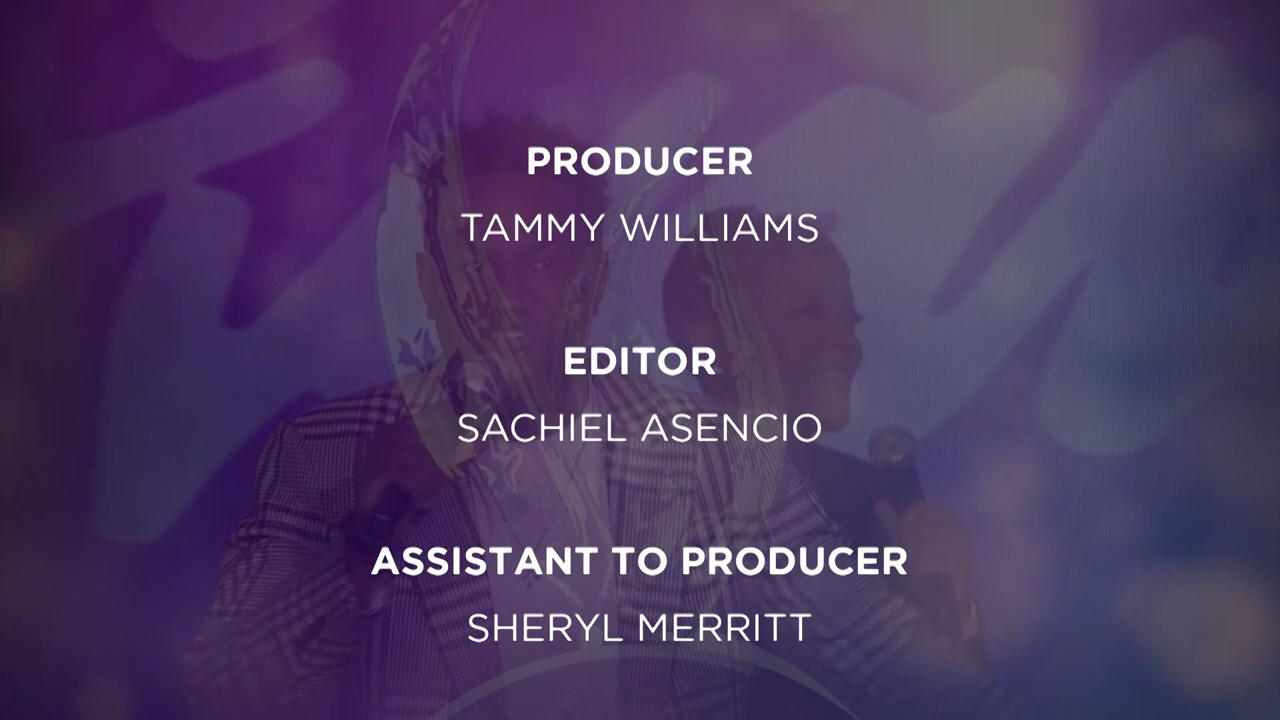 PRODUCER
TAMMY WILLIAMS
EDITOR
SACHIEL ASENCIO
ASSISTANT TO PRODUCER
SHERYL MERRITT